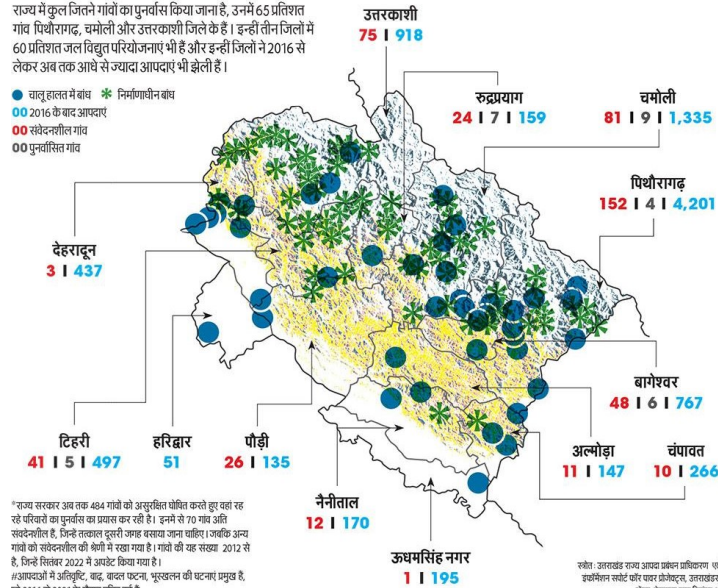 राज्य में कुल जितने गांवों का पुनर्वास किया जाना है, उनमें 65 प्रतिशत
गांव पिथौरागढ़, चमोली और उत्तरकाशी जिले के हैं। इन्हीं तीन जिलों में
60 प्रतिशत जल विद्युत परियोजनाएं भी हैं और इन्हीं जिलों ने 2016 से
लेकर अब तक आधे से ज्यादा आपदाएं भी झेली हैं।
चालू हालत में बांध * निर्माणाधीन बांध
00 2016 के बाद आपदाएं
00 संवेदनशील गांव
00 पुनर्वासित गांव
उत्तरकाशी
75 I 918
रुद्रप्रयाग
24 I 7 I 159
चमोली
81 I 9 I 1,335
पिथौरागढ़
152 I 4 I 4,201
देहरादून
3 I 437
बागेश्वर
48 I 6 I 767
टिहरी
41 I 5 I 497
हरिद्वार
51
पौड़ी
26 I 135
अल्मोड़ा
11 I 147
चंपावत
10 I 266
नैनीताल
12 I 170
ऊधमसिंह नगर
1 I 195
*राज्य सरकार अब तक 484 गांवों को असुरक्षित घोषित करते हुए वहां रह
रहे परिवारों का पुनर्वास का प्रयास कर रही है। इनमें से 70 गांव अति
संवदेनशील हैं, जिन्हें तत्काल दूसरी जगह बसाया जाना चाहिए। जबकि अन्य
गांवों को संवेदनशील की श्रेणी में रखा गया है। गांवों की यह संख्या 2012 से
है, जिन्हें सितंबर 2022 में अपडेट किया गया है।
#आपदाओं में अतिवृष्टि, बाढ़, बादल फटना, भूस्खलन की घटनाएं प्रमुख हैं,
स्त्रोत: उत्तराखंड राज्य आपदा प्रबंधन प्राधिकरण
इंफॉर्मेशन सपोर्ट फॉर पावर प्रोजेक्ट्स, उत्तराखंड